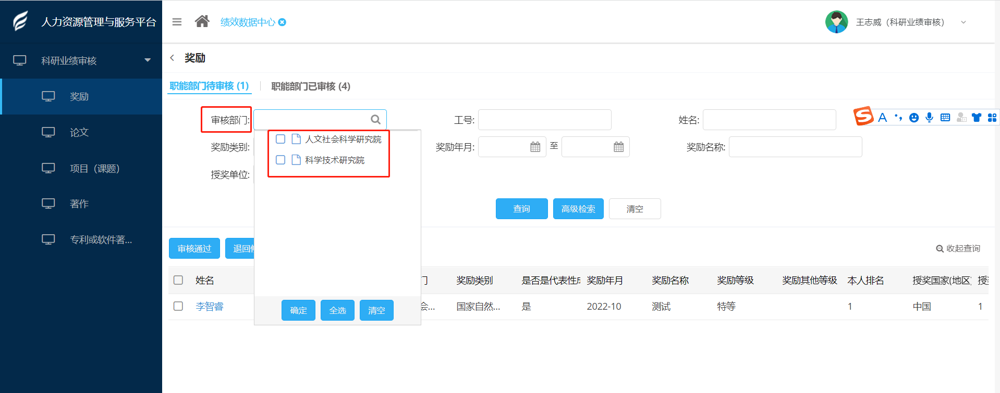 人力资源管理与服务平台
绩效数据中心
王志威（科研业绩审核）
科研业绩审核
奖励
论文
项目（课题）
著作
专利或软件著...
奖励
职能部门待审核 (1)
职能部门已审核 (4)
审核部门:
工号:
姓名:
A
人文社会科学研究院
科学技术研究院
奖励类别:
奖励年月:
至
奖励名称:
授奖单位:
查询
高级检索
清空
审核通过
退回
收起查询
确定
全选
清空
姓名
门
奖励类别
是否是代表性成
奖励年月
奖励名称
奖励等级
奖励其他等级
本人排名
授奖国家(地区)
李智睿
会...
国家自然...
是
2022-10
测试
特等
1
中国
1